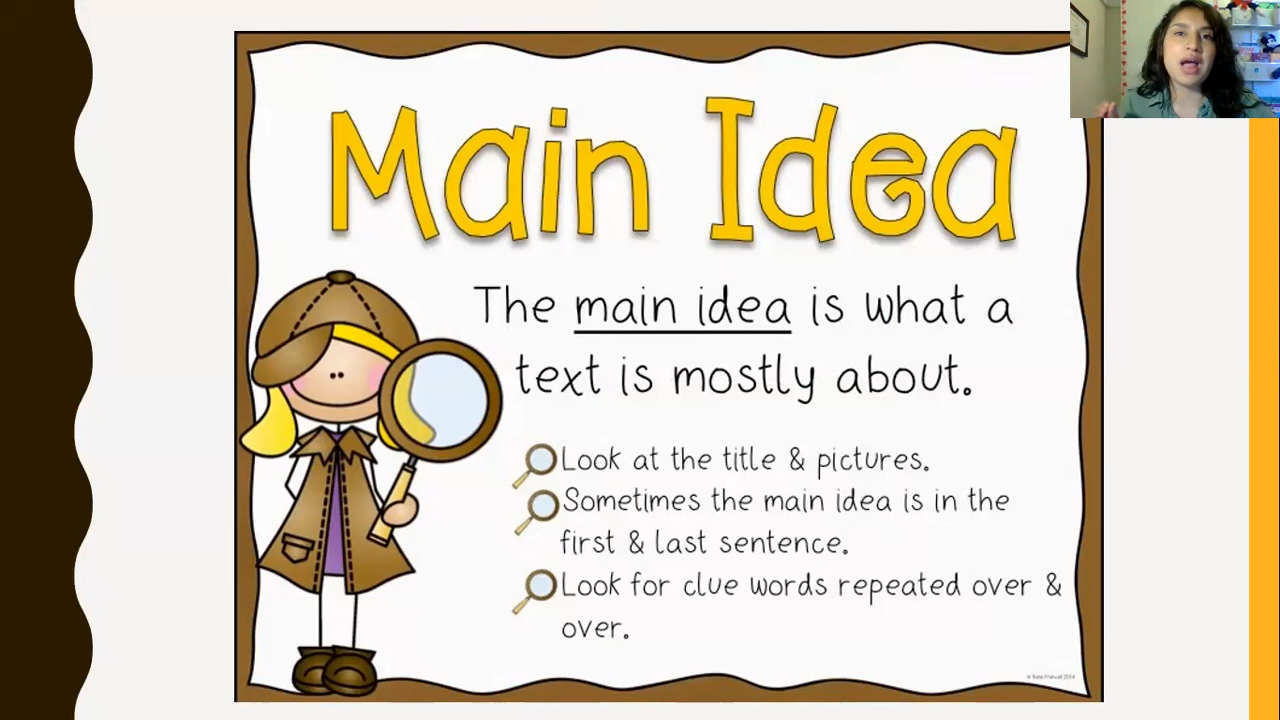 Main Idea
The main idea is what a
text is mostly about.
Look at the title & pictures.
Sometimes the main idea is in the
first & last sentence.
Look for clue words repeated over &
over.